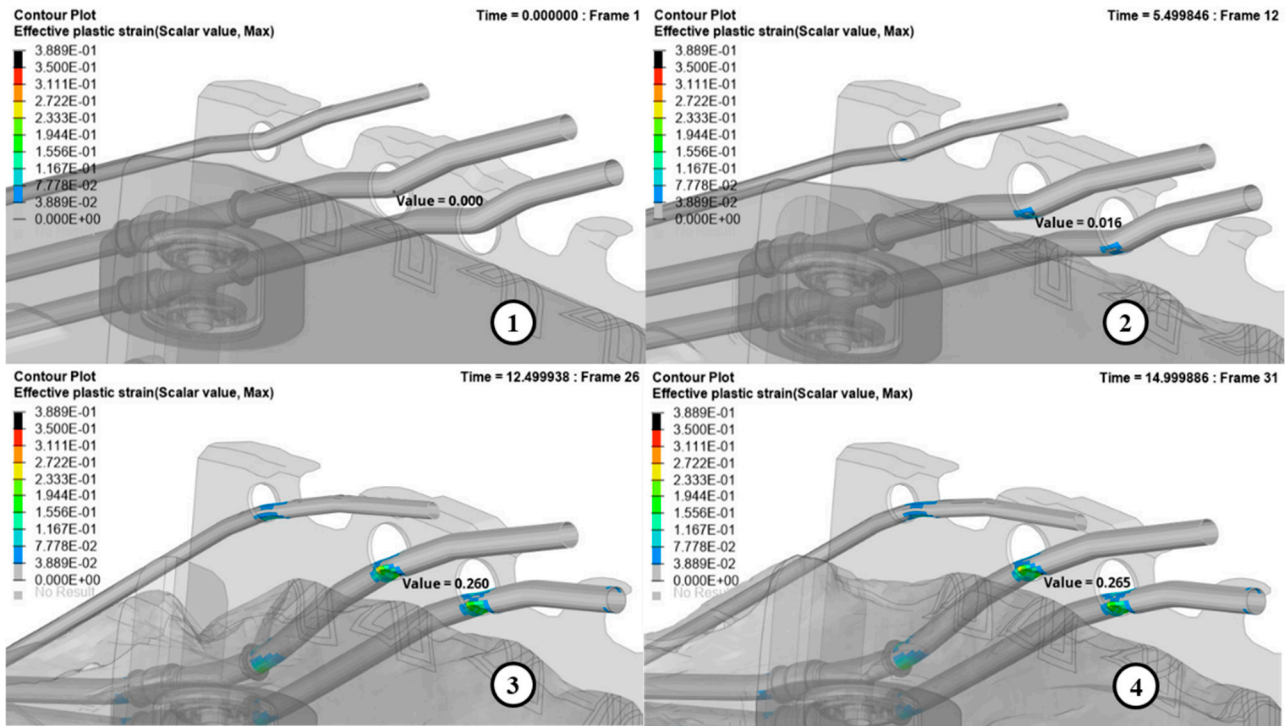 Contour Plot
Effective plastic strain(Scalar value, Max)
Time = 0.000000 : Frame 1
3.889E-01
3.500E-01
3.111E-01
2.722E-01
2.333E-01
1.944E-01
1.556E-01
1.167E-01
7.778E-02
3.889E-02
0.000E+00
No Result
Value = 0.000
1
Contour Plot
Effective plastic strain(Scalar value, Max)
Time = 5.499846 : Frame 12
3.889E-01
3.500E-01
3.111E-01
2.722E-01
2.333E-01
1.944E-01
1.556E-01
1.167E-01
7.778E-02
3.889E-02
0.000E+00
No Result
Value = 0.016
2
Contour Plot
Effective plastic strain(Scalar value, Max)
Time = 12.499938 : Frame 26
3.889E-01
3.500E-01
3.111E-01
2.722E-01
2.333E-01
1.944E-01
1.556E-01
1.167E-01
7.778E-02
3.889E-02
0.000E+00
No Result
Value = 0.260
3
Contour Plot
Effective plastic strain(Scalar value, Max)
Time = 14.999886 : Frame 31
3.889E-01
3.500E-01
3.111E-01
2.722E-01
2.333E-01
1.944E-01
1.556E-01
1.167E-01
7.778E-02
3.889E-02
0.000E+00
No Result
Value = 0.265
4